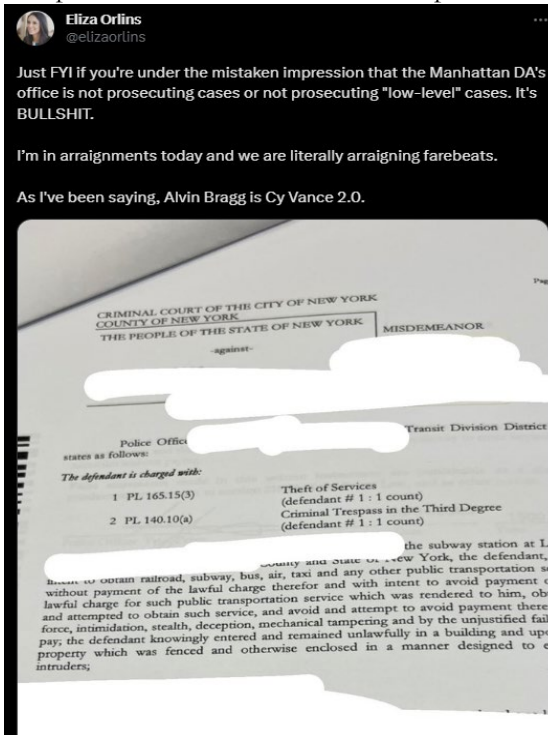 Eliza Orlins
@elizaorlins
Just FYI if you're under the mistaken impression that the Manhattan DA's
office is not prosecuting cases or not prosecuting "low-level" cases. It's
BULLSHIT.
I'm in arraignments today and we are literally arraigning farebeats.
As I've been saying, Alvin Bragg is Cy Vance 2.0.
Pag
CRIMINAL COURT OF THE CITY OF NEW YORK
COUNTY OF NEW YORK
THE PEOPLE OF THE STATE OF NEW YORK
MISDEMEANOR
-against-
Police Offic
Transit Division District
states as follows:
The defendant is charged with:
1 PL 165.15(3) Theft of Services
(defendant # 1 : 1 count)
2 PL 140.10(a) Criminal Trespass in the Third Degree
(defendant # 1 : 1 count)
the subway station at L
County and State of New York, the defendant,
to obtain railroad, subway, bus, air, taxi and any other public transportation s
without payment of the lawful charge therefor and with intent to avoid payment o
lawful charge for such public transportation service which was rendered to him, ob
and attempted to obtain such service, and avoid and attempt to avoid payment there
force, intimidation, stealth, deception, mechanical tampering and by the unjustified fail
pay; the defendant knowingly entered and remained unlawfully in a building and upo
property which was fenced and otherwise enclosed in a manner designed to e
intruders;